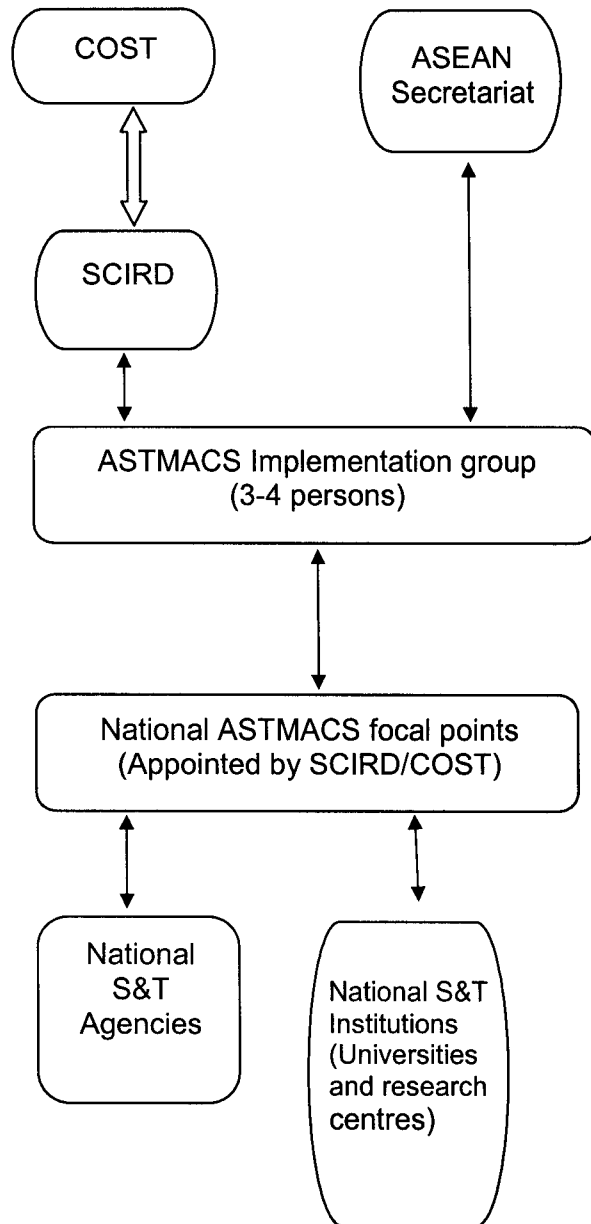 COST
ASEAN
Secretariat
SCIRD
ASTMACS Implementation group
(3-4 persons)
National ASTMACS focal points
(Appointed by SCIRD/COST)
National
S&T
Agencies
National S&T
Institutions
(Universities
and research
centres)